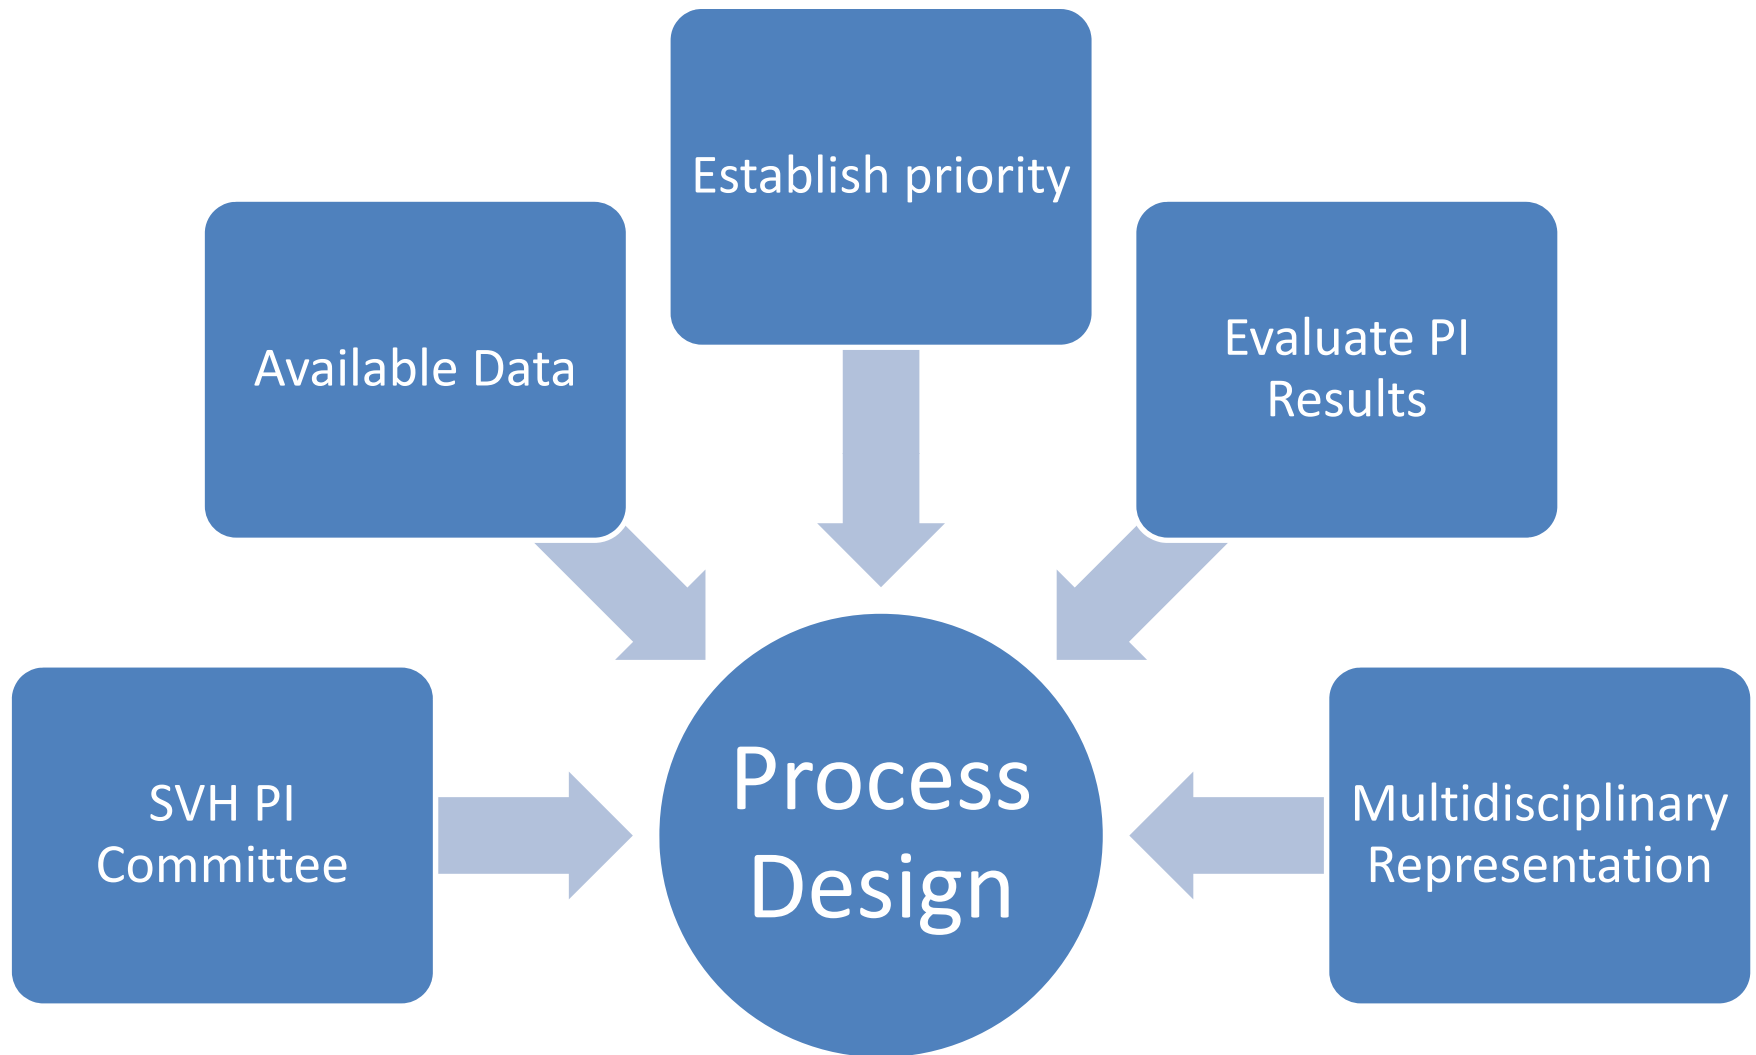 Establish priority
Available Data
Evaluate PI
Results
SVH PI
Committee
Process
Design
Multidisciplinary
Representation